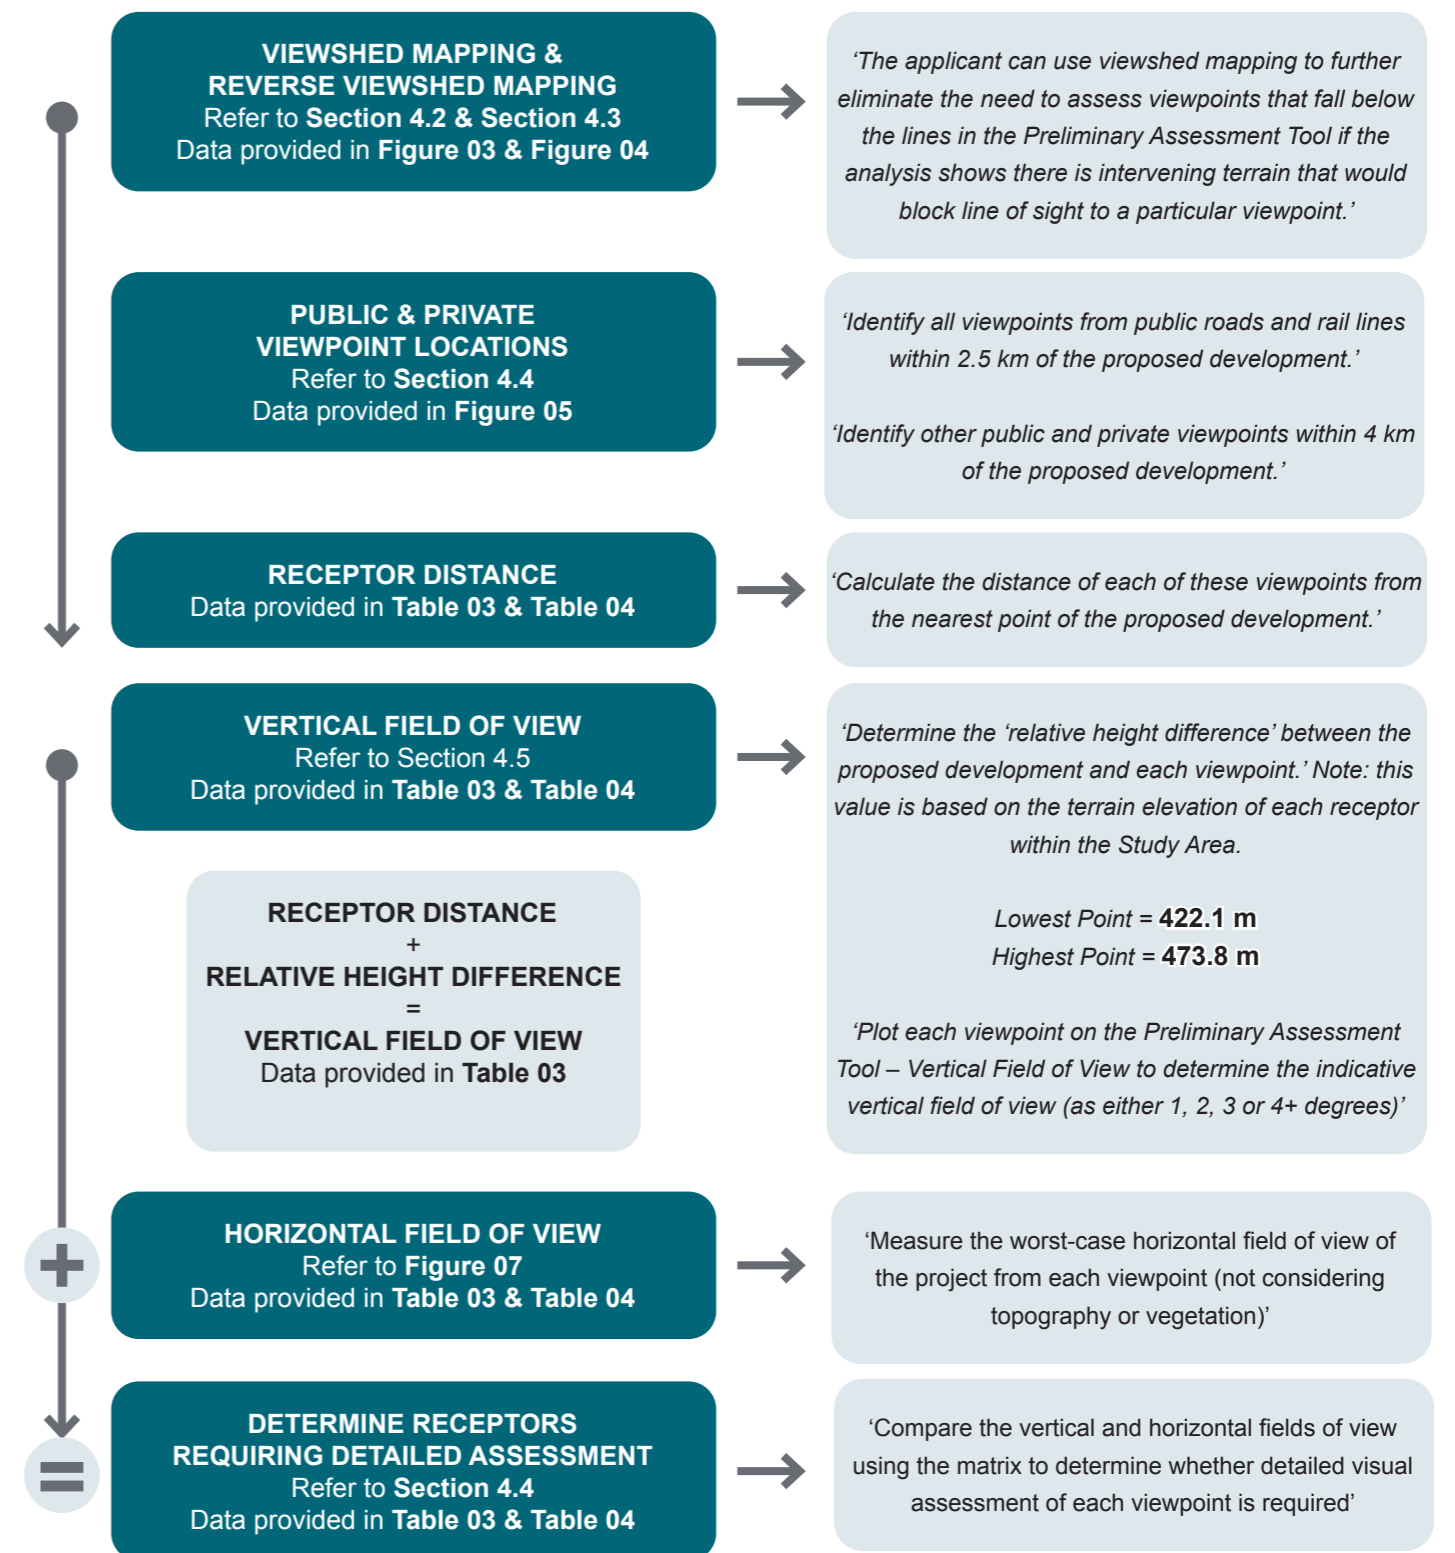 VIEWSHED MAPPING &
REVERSE VIEWSHED MAPPING
Refer to Section 4.2 & Section 4.3
Data provided in Figure 03 & Figure 04
‘The applicant can use viewshed mapping to further
eliminate the need to assess viewpoints that fall below
the lines in the Preliminary Assessment Tool if the
analysis shows there is intervening terrain that would
block line of sight to a particular viewpoint.’
PUBLIC & PRIVATE
VIEWPOINT LOCATIONS
Refer to Section 4.4
Data provided in Figure 05
‘Identify all viewpoints from public roads and rail lines
within 2.5 km of the proposed development.’
‘Identify other public and private viewpoints within 4 km
of the proposed development.’
RECEPTOR DISTANCE
Data provided in Table 03 & Table 04
‘Calculate the distance of each of these viewpoints from
the nearest point of the proposed development.’
VERTICAL FIELD OF VIEW
Refer to Section 4.5
Data provided in Table 03 & Table 04
‘Determine the ‘relative height difference’ between the
proposed development and each viewpoint.’ Note: this
value is based on the terrain elevation of each receptor
within the Study Area.
Lowest Point = 422.1 m
Highest Point = 473.8 m
‘Plot each viewpoint on the Preliminary Assessment
Tool – Vertical Field of View to determine the indicative
vertical field of view (as either 1, 2, 3 or 4+ degrees)’
RECEPTOR DISTANCE
+
RELATIVE HEIGHT DIFFERENCE
=
VERTICAL FIELD OF VIEW
Data provided in Table 03
+
HORIZONTAL FIELD OF VIEW
Refer to Figure 07
Data provided in Table 03 & Table 04
‘Measure the worst-case horizontal field of view of
the project from each viewpoint (not considering
topography or vegetation)’
=
DETERMINE RECEPTORS
REQUIRING DETAILED ASSESSMENT
Refer to Section 4.4
Data provided in Table 03 & Table 04
‘Compare the vertical and horizontal fields of view
using the matrix to determine whether detailed visual
assessment of each viewpoint is required’